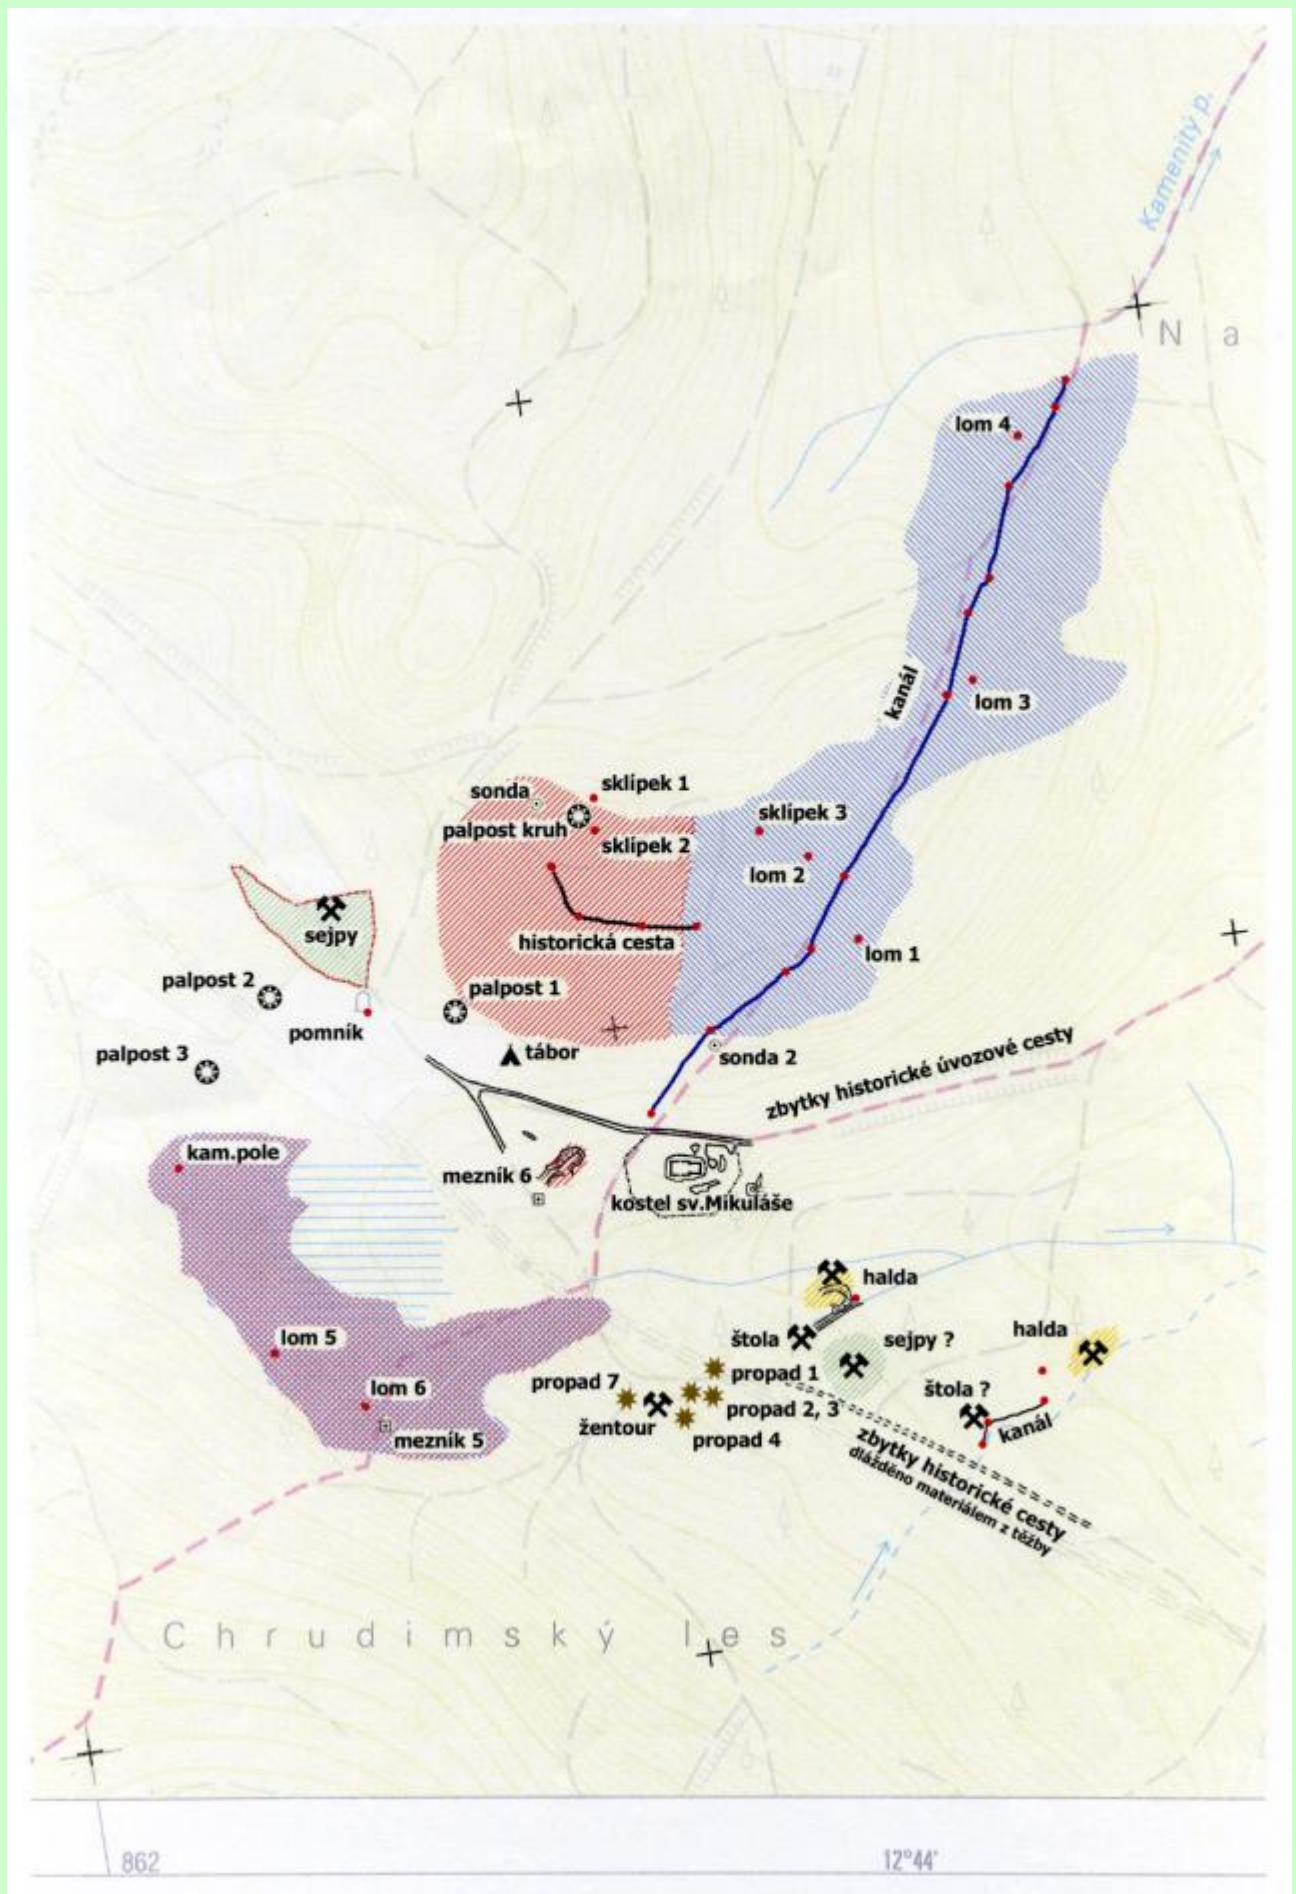 Kamenitý p.
N a
lom 4
kanál
lom 3
sonda
sklípek 1
palpost kruh
sklípek 2
sklípek 3
lom 2
historická cesta
lom 1
sejpy
palpost 2
palpost 1
pomník
palpost 3
tábor
sonda 2
zbytky historické úvozové cesty
kam.pole
mezník 6
kostel sv.Mikuláše
halda
lom 5
štola
sejpy ?
halda
propad 1
lom 6
propad 7
štola ?
propad 2, 3
žentour
mezník 5
propad 4
kanál
zbytky historické cesty
dlážděno materiálem z těžby
Chrudimský les
862
12°44'